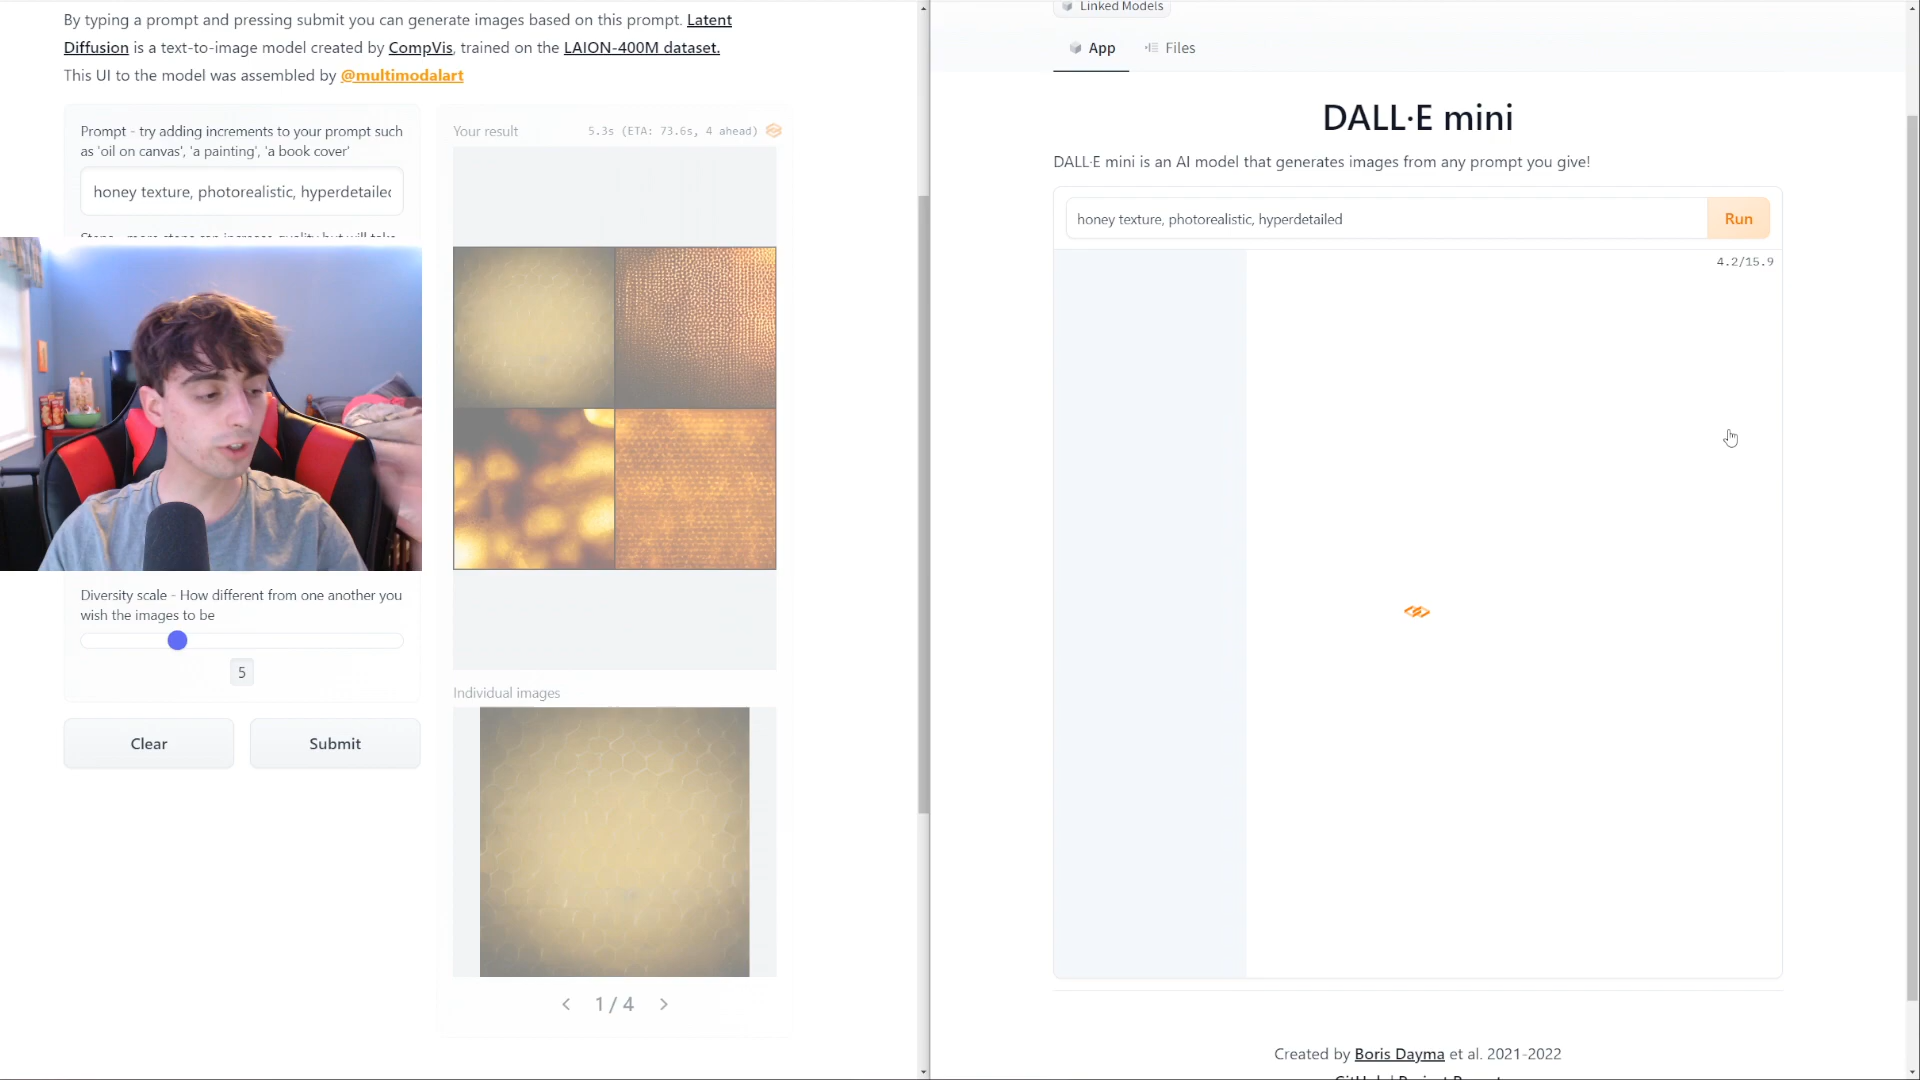 By typing a prompt and pressing submit you can generate images based on this prompt. Latent
Diffusion is a text-to-image model created by CompVis, trained on the LAION-400M dataset.
This UI to the model was assembled by @multimodalart
Prompt - try adding increments to your prompt such
as 'oil on canvas', 'a painting', 'a book cover'
honey texture, photorealistic, hyperdetailed
Diversity scale - How different from one another you
wish the images to be
5
Clear
Submit
Your result
5.3s (ETA: 73.6s, 4 ahead)
Individual images
< 1 / 4 >
Linked Models
App
Files
DALL·E mini
DALL·E mini is an AI model that generates images from any prompt you give!
honey texture, photorealistic, hyperdetailed
Run
4.2/15.9
Created by Boris Dayma et al. 2021-2022